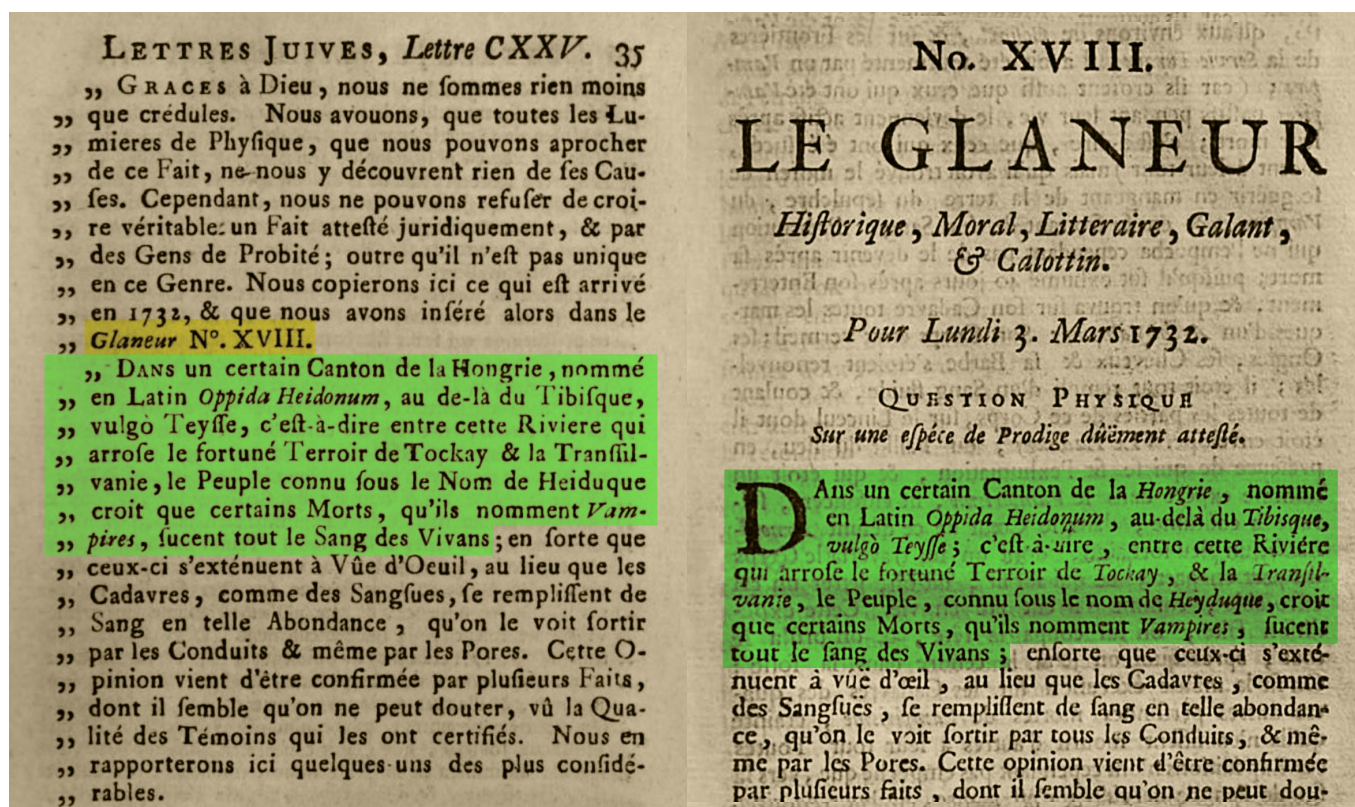 LETTRES JUIVES, Lettre CXXV. 35
„ GRACES à Dieu, nous ne ſommes rien moins
„ que crédules. Nous avouons, que toutes les Lu-
„ mieres de Phyſique, que nous pouvons aprocher
„ de ce Fait, ne nous y découvrent rien de ſes Cau-
„ ſes. Cependant, nous ne pouvons refuſer de croi-
„ re véritable un Fait atteſté juridiquement, & par
„ des Gens de Probité; outre qu'il n'eſt pas unique
„ en ce Genre. Nous copierons ici ce qui eſt arrivé
„ en 1732, & que nous avons inſéré alors dans le
„ Glaneur N°. XVIII.
„ DANS un certain Canton de la Hongrie, nommé
„ en Latin Oppida Heidonum, au de-là du Tibiſque,
„ vulgò Teyſſe, c'eſt-à-dire entre cette Riviere qui
„ arroſe le fortuné Terroir de Tockay & la Tranſſil-
„ vanie, le Peuple connu ſous le Nom de Heiduque
„ croit que certains Morts, qu'ils nomment Vam-
„ pires, ſucent tout le Sang des Vivans; en ſorte que
„ ceux-ci s'exténuent à Vûe d'Oeuil, au lieu que les
„ Cadavres, comme des Sangſues, ſe rempliſſent de
„ Sang en telle Abondance, qu'on le voit ſortir
„ par les Conduits & même par les Pores. Cette O-
„ pinion vient d'être confirmée par pluſieurs Faits,
„ dont il ſemble qu'on ne peut douter, vû la Qua-
„ lité des Témoins qui les ont certifiés. Nous en
„ rapporterons ici quelques-uns des plus conſidé-
„ rables.
No. XVIII.
LE GLANEUR
Hiſtorique, Moral, Litteraire, Galant,
& Calottin.
Pour Lundi 3. Mars 1732.
QUESTION PHYSIQUE
Sur une eſpéce de Prodige dûëment atteſté.
DAns un certain Canton de la Hongrie, nommé
en Latin Oppida Heidonum, au-delà du Tibisque,
vulgò Teyſſe; c'eſt-à-dire, entre cette Riviére
qui arroſe le fortuné Terroir de Tockay, & la Tranſil-
vanie, le Peuple, connu ſous le nom de Heyduque, croit
que certains Morts, qu'ils nomment Vampires, ſucent
tout le ſang des Vivans; enſorte que ceux-ci s'exté-
nuent à vûë d'œil, au lieu que les Cadavres, comme
des Sangſuës, ſe rempliſſent de ſang en telle abondan-
ce, qu'on le voit ſortir par tous les Conduits, & mê-
me par les Pores. Cette opinion vient d'être confirmée
par pluſieurs faits, dont il ſemble qu'on ne peut dou-